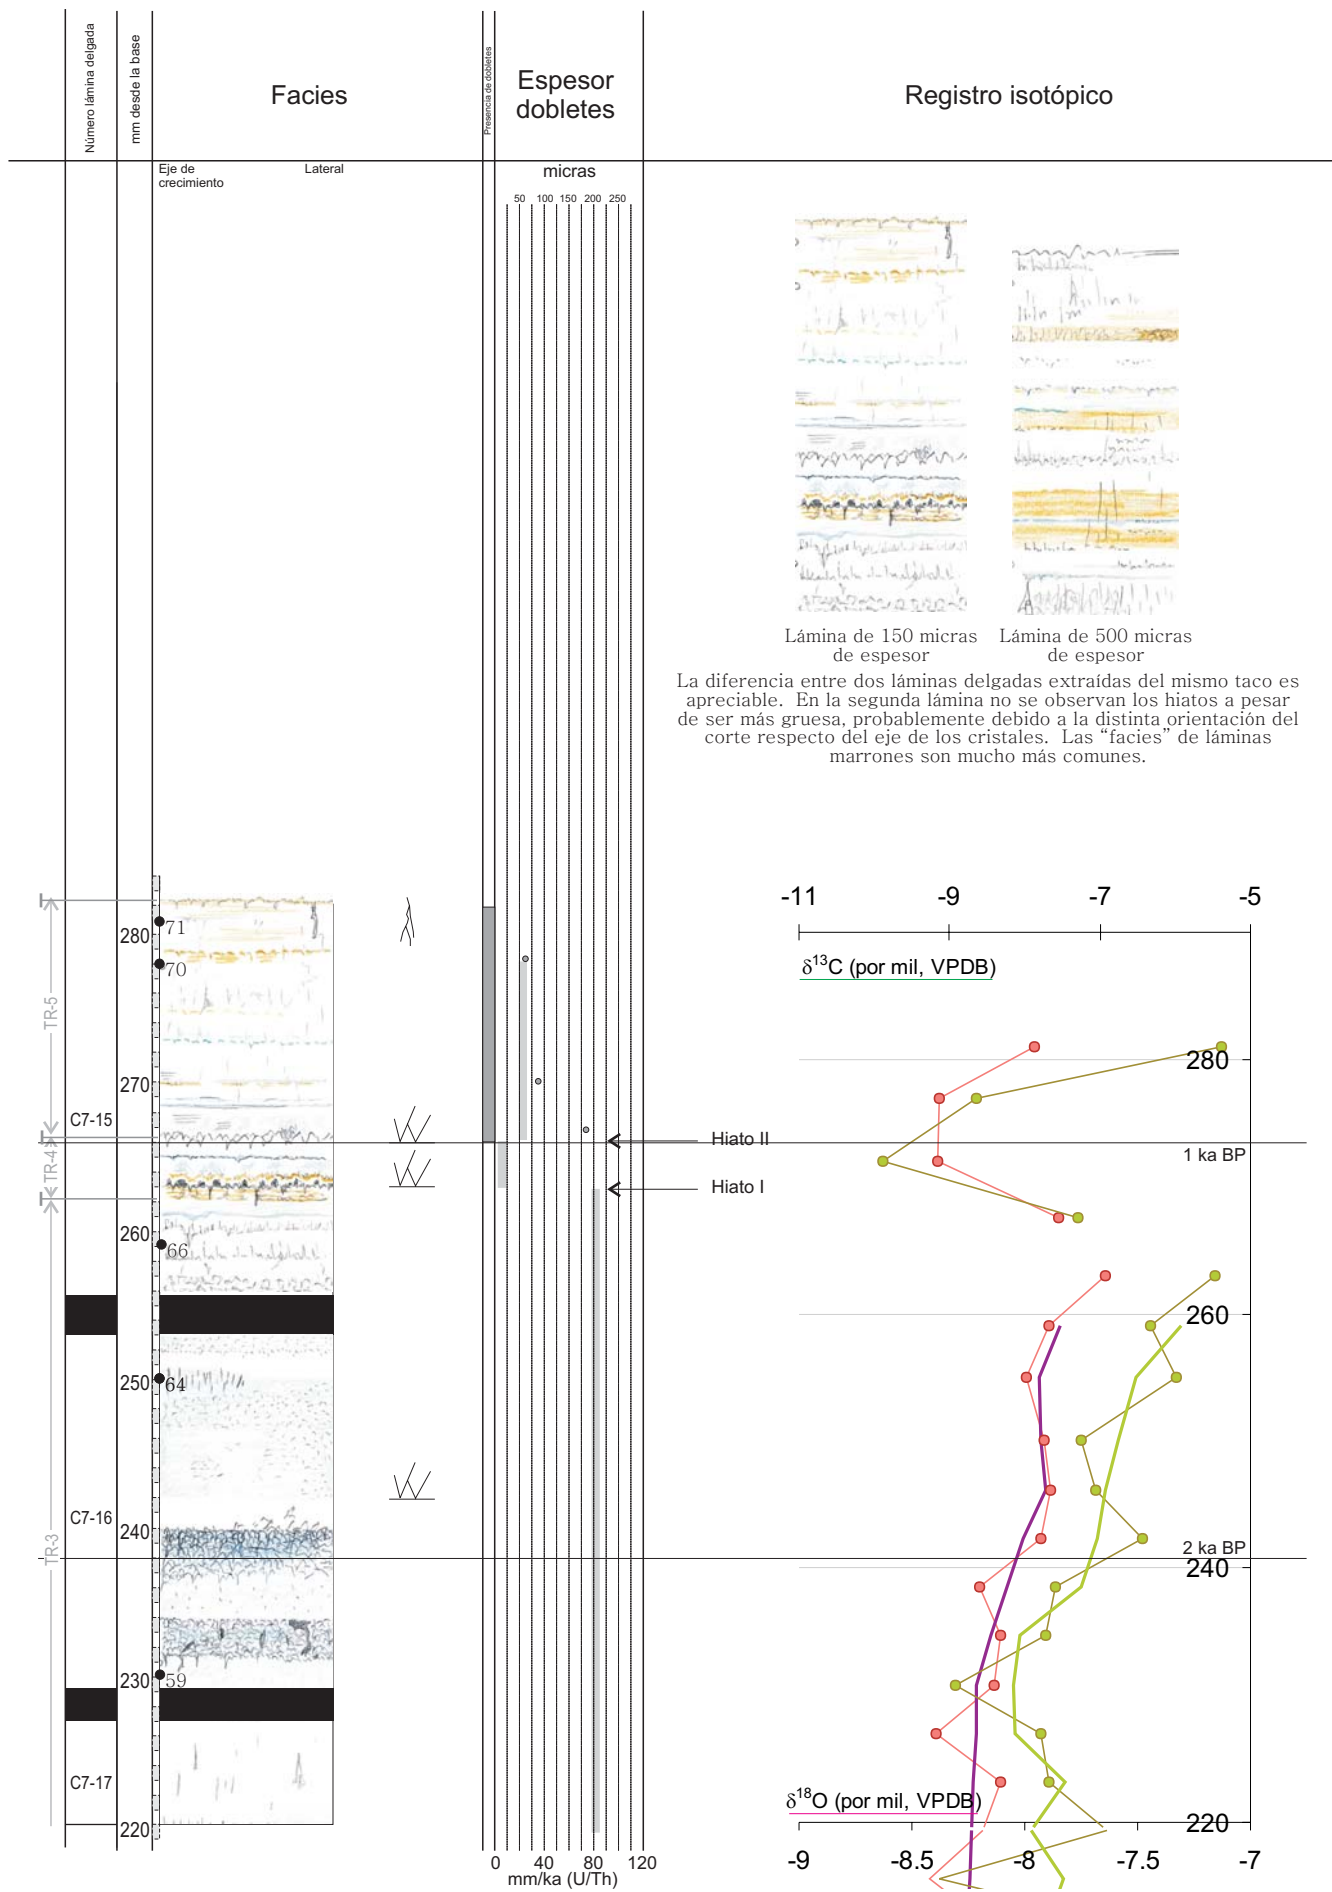 Número lámina delgada
mm desde la base
Facies
Presencia de dobletes
Espesor
dobletes
Registro isotópico
Eje de
crecimiento
Lateral
micras
50 100 150 200 250
Lámina de 150 micras
de espesor
Lámina de 500 micras
de espesor
La diferencia entre dos láminas delgadas extraídas del mismo taco es
apreciable. En la segunda lámina no se observan los hiatos a pesar
de ser más gruesa, probablemente debido a la distinta orientación del
corte respecto del eje de los cristales. Las “facies” de láminas
marrones son mucho más comunes.
-11 -9 -7 -5
δ13C (por mil, VPDB)
TR-5
TR-4
TR-3
C7-15
C7-16
C7-17
280
270
260
250
240
230
220
71
70
66
64
59
Hiato II
Hiato I
280
1 ka BP
260
2 ka BP
240
220
δ18O (por mil, VPDB)
-9 -8.5 -8 -7.5 -7
0 40 80 120
mm/ka (U/Th)